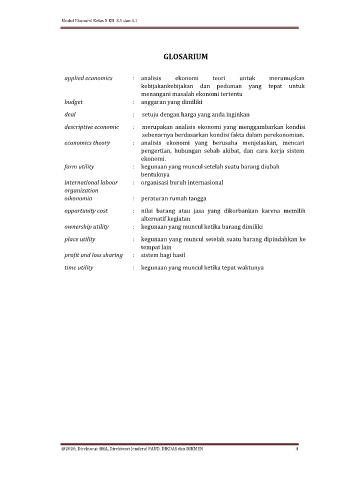 Modul Ekonomi Kelas X KD. 3.1 dan 4.1
GLOSARIUM
applied economics : analisis ekonomi teori untuk merumuskan
kebijakankebijakan dan pedoman yang tepat untuk
menangani masalah ekonomi tertentu
budget : anggaran yang dimiliki
deal : setuju dengan harga yang anda inginkan
descriptive economic : merupakan analisis ekonomi yang menggambarkan kondisi
sebenarnya berdasarkan kondisi fakta dalam perekonomian.
economics theory : analisis ekonomi yang berusaha menjelaskan, mencari
pengertian, hubungan sebab akibat, dan cara kerja sistem
ekonomi.
form utility : kegunaan yang muncul setelah suatu barang diubah
bentuknya
international labour : organisasi buruh internasional
organization
oikonomia : peraturan rumah tangga
opportunity cost : nilai barang atau jasa yang dikorbankan karena memilih
alternatif kegiatan
ownership utility : kegunaan yang muncul ketika barang dimiliki
place utility : kegunaan yang muncul setelah suatu barang dipindahkan ke
tempat lain
profit and loss sharing : sistem bagi hasil
time utility : kegunaan yang muncul ketika tepat waktunya
@2020, Direktorat SMA, Direktorat Jenderal PAUD, DIKDAS dan DIKMEN